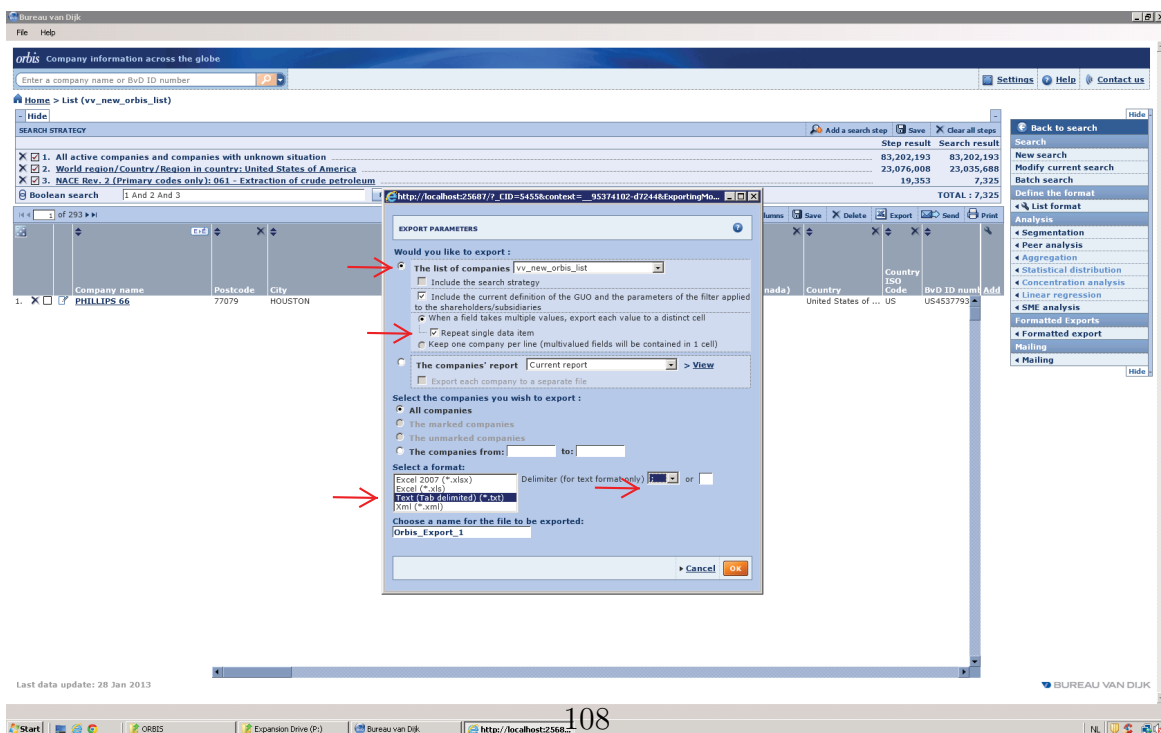 Bureau van Dijk
File Help
orbis Company information across the globe
Enter a company name or BvD ID number
Settings Help Contact us
Home > List (vv_new_orbis_list)
- Hide
Hide -
SEARCH STRATEGY
Add a search step Save Clear all steps
Step result Search result
1. All active companies and companies with unknown situation 83,202,193 83,202,193
2. World region/Country/Region in country: United States of America 23,076,008 23,035,688
3. NACE Rev. 2 (Primary codes only): 061 - Extraction of crude petroleum 19,353 7,325
Boolean search 1 And 2 And 3
TOTAL : 7,325
1 of 293
Save Delete Export Send Print
Company name Postcode City
Country
Country ISO Code
BvD ID numb Add
1. PHILLIPS 66 77079 HOUSTON
United States of ... US US4537793
http://localhost:25687/?_CID=5455&context=__95374102-d7244&ExportingMo...
EXPORT PARAMETERS
Would you like to export :
The list of companies vv_new_orbis_list
Include the search strategy
Include the current definition of the GUO and the parameters of the filter applied
to the shareholders/subsidiaries
When a field takes multiple values, export each value to a distinct cell
Repeat single data item
Keep one company per line (multivalued fields will be contained in 1 cell)
The companies' report Current report > View
Export each company to a separate file
Select the companies you wish to export :
All companies
The marked companies
The unmarked companies
The companies from: to:
Select a format:
Excel 2007 (*.xlsx)
Excel (*.xls)
Text (Tab delimited) (*.txt)
Xml (*.xml)
Delimiter (for text format only) ; or
Choose a name for the file to be exported:
Orbis_Export_1
Cancel OK
Back to search
Search
New search
Modify current search
Batch search
Define the format
List format
Analysis
Segmentation
Peer analysis
Aggregation
Statistical distribution
Concentration analysis
Linear regression
SME analysis
Formatted Exports
Formatted export
Mailing
Mailing
Hide
Last data update: 28 Jan 2013
BUREAU VAN DIJK
Start ORBIS Expansion Drive (P:) Bureau van Dijk http://localhost:2568...
NL
108